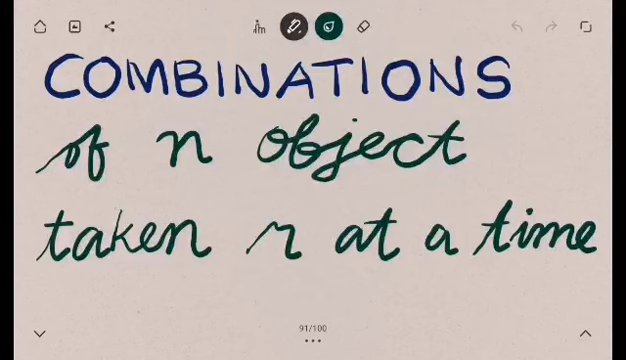 COMBINATIONS
of n object
taken r at a time
91/100